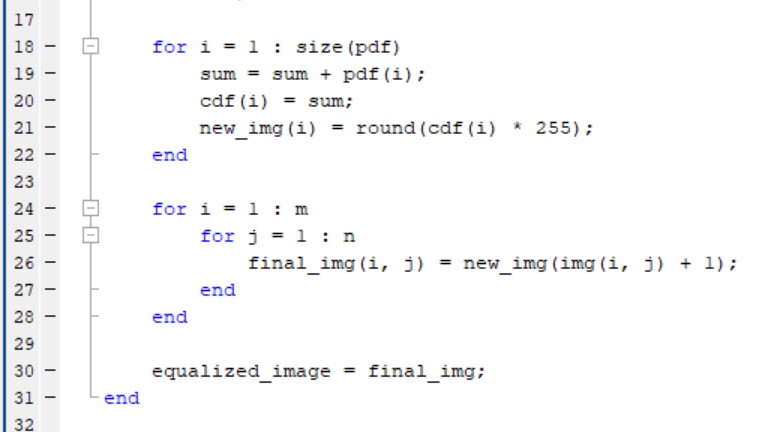 17
18 - for i = 1 : size(pdf)
19 - sum = sum + pdf(i);
20 - cdf(i) = sum;
21 - new_img(i) = round(cdf(i) * 255);
22 - end
23
24 - for i = 1 : m
25 - for j = 1 : n
26 - final_img(i, j) = new_img(img(i, j) + 1);
27 - end
28 - end
29
30 - equalized_image = final_img;
31 - end
32